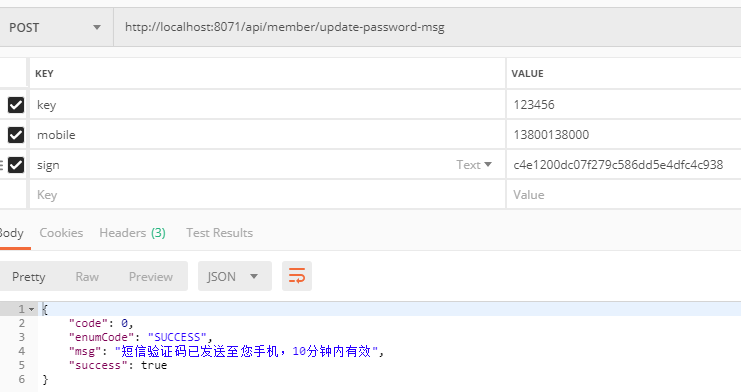 POST http://localhost:8071/api/member/update-password-msg
KEY VALUE
key 123456
mobile 13800138000
sign Text c4e1200dc07f279c586dd5e4dfc4c938
Key Value
Body Cookies Headers (3) Test Results
Pretty Raw Preview JSON
1 {
2 "code": 0,
3 "enumCode": "SUCCESS",
4 "msg": "短信验证码已发送至您手机，10分钟内有效",
5 "success": true
6 }